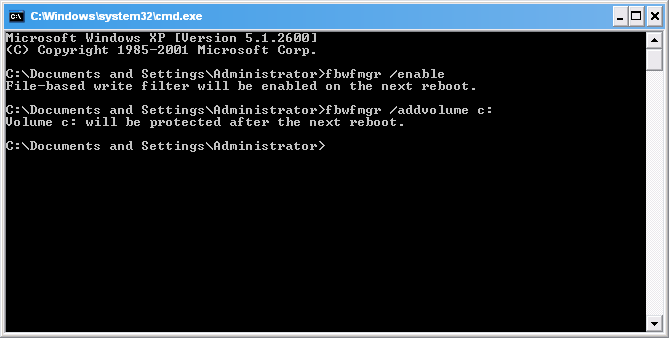 C:\Windows\system32\cmd.exe
Microsoft Windows XP [Version 5.1.2600]
(C) Copyright 1985-2001 Microsoft Corp.
C:\Documents and Settings\Administrator>fbwfmgr /enable
File-based write filter will be enabled on the next reboot.
C:\Documents and Settings\Administrator>fbwfmgr /addvolume c:
Volume c: will be protected after the next reboot.
C:\Documents and Settings\Administrator>